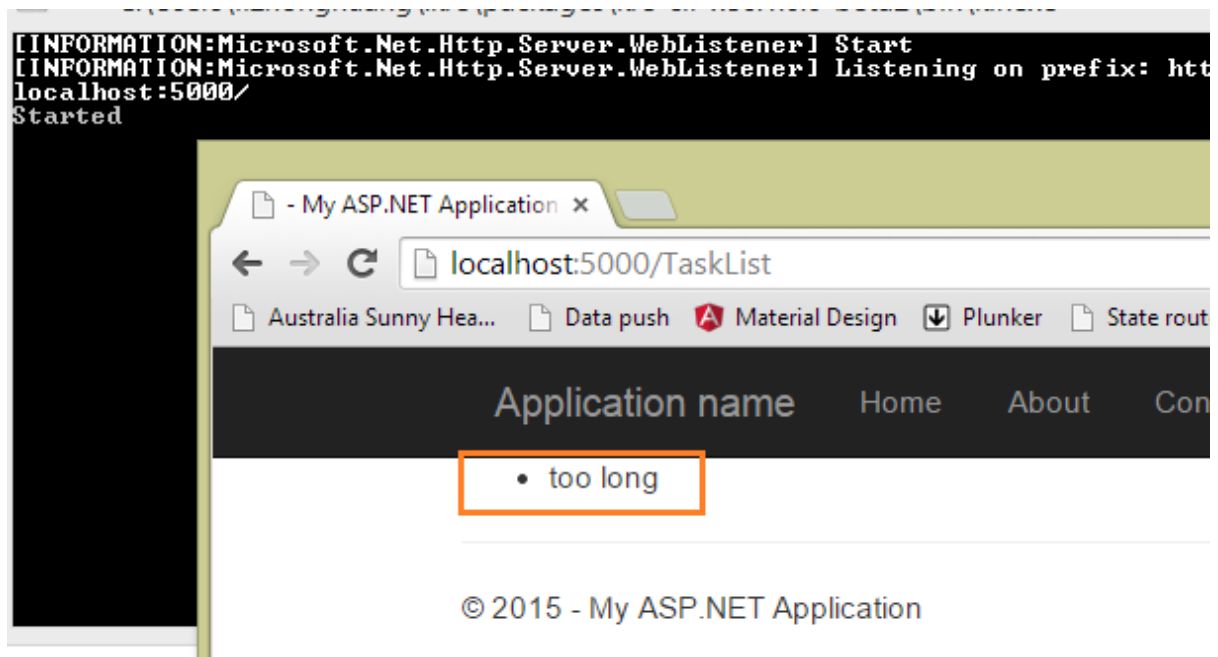 [INFORMATION:Microsoft.Net.Http.Server.WebListener] Start
[INFORMATION:Microsoft.Net.Http.Server.WebListener] Listening on prefix: htt
localhost:5000/
Started
- My ASP.NET Application ×
localhost:5000/TaskList
Australia Sunny Hea... Data push Material Design Plunker State rout
Application name Home About Con
• too long
© 2015 - My ASP.NET Application